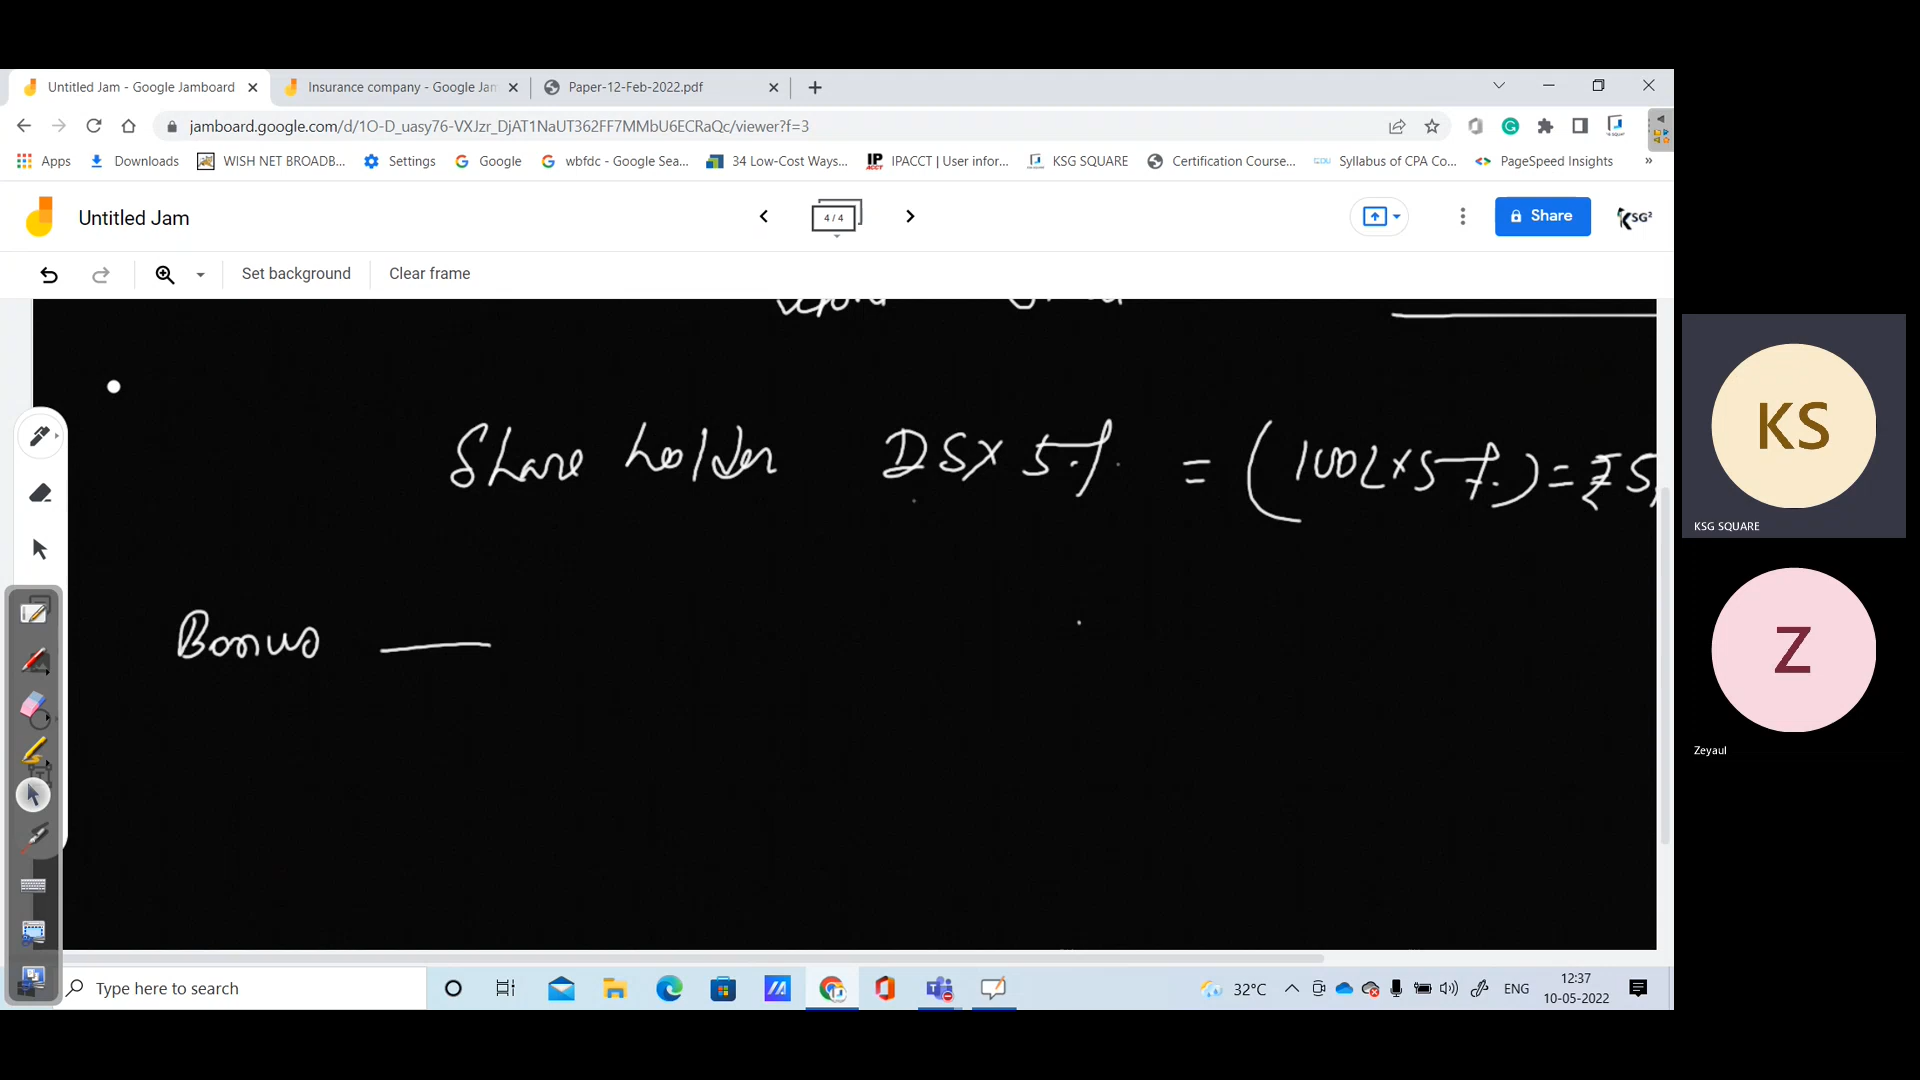 Untitled Jam - Google Jamboard
Insurance company - Google Jan
Paper-12-Feb-2022.pdf
jamboard.google.com/d/1O-D_uasy76-VXJzr_DjAT1NaUT362FF7MMbU6ECRaQc/viewer?f=3
Apps
Downloads
WISH NET BROADB...
Settings
Google
wbfdc - Google Sea...
34 Low-Cost Ways...
IPACCT | User infor...
KSG SQUARE
Certification Course...
Syllabus of CPA Co...
PageSpeed Insights
»
Untitled Jam
4 / 4
Share
KSG²
Set background
Clear frame
Share holder DS X 5% = (100L X 5%) = ₹ 5,
Bonus —
KS
KSG SQUARE
Z
Zeyaul
Type here to search
32°C
ENG
12:37
10-05-2022